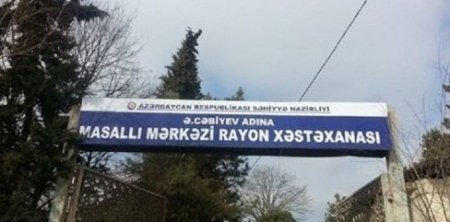 AZƏRBAYCAN RESPUBLİKASI SƏHİYYƏ NAZİRLİYİ
Ə.CƏBİYEV ADINA
MASALLI MƏRKƏZİ RAYON XƏSTƏXANASI